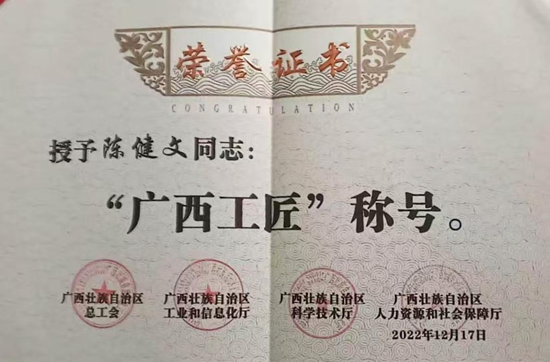 荣誉证书
CONGRATULATION
授予陈健文同志：
“广西工匠”称号。
广西壮族自治区 广西壮族自治区 广西壮族自治区 广西壮族自治区
总工会 工业和信息化厅 科学技术厅 人力资源和社会保障厅
2022年12月17日